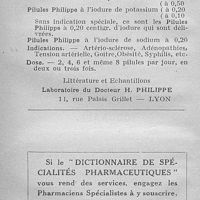 ( à 0,50
Pilules Philippe à l'iodure de potassium ( à 0,20
( à 0,10
Sans indication spéciale, ce sont les Pilules
Philippe à 0,20 centigr. d'iodure qui sont déli-
vrées.
Pilules Philippe à l'iodure de sodium à 0,20
Indications. — Artério-sclérose, Adénopathies,
Tension artérielle, Goitre, Obésité, Syphilis, etc.
Dose. — 2, 4, 6 et même 8 pilules par jour, en
deux ou trois fois.
Littérature et Echantillons
Laboratoire du Docteur H. PHILIPPE
11, rue Palais Grillet — LYON
Si le "DICTIONNAIRE DE SPÉ-
CIALITÉS PHARMACEUTIQUES"
vous rend des services, engagez les
Pharmaciens Spécialistes à y souscrire.